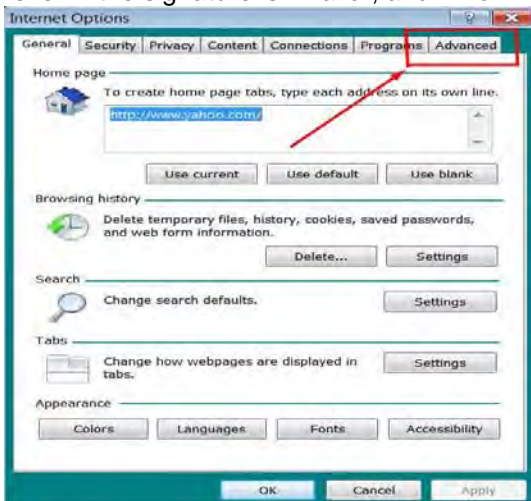 Internet Options
General Security Privacy Content Connections Programs Advanced
Home page
To create home page tabs, type each address on its own line.
http://www.yahoo.com/
Use current Use default Use blank
Browsing history
Delete temporary files, history, cookies, saved passwords,
and web form information.
Delete... Settings
Search
Change search defaults. Settings
Tabs
Change how webpages are displayed in
tabs.
Settings
Appearance
Colors Languages Fonts Accessibility
OK Cancel Apply